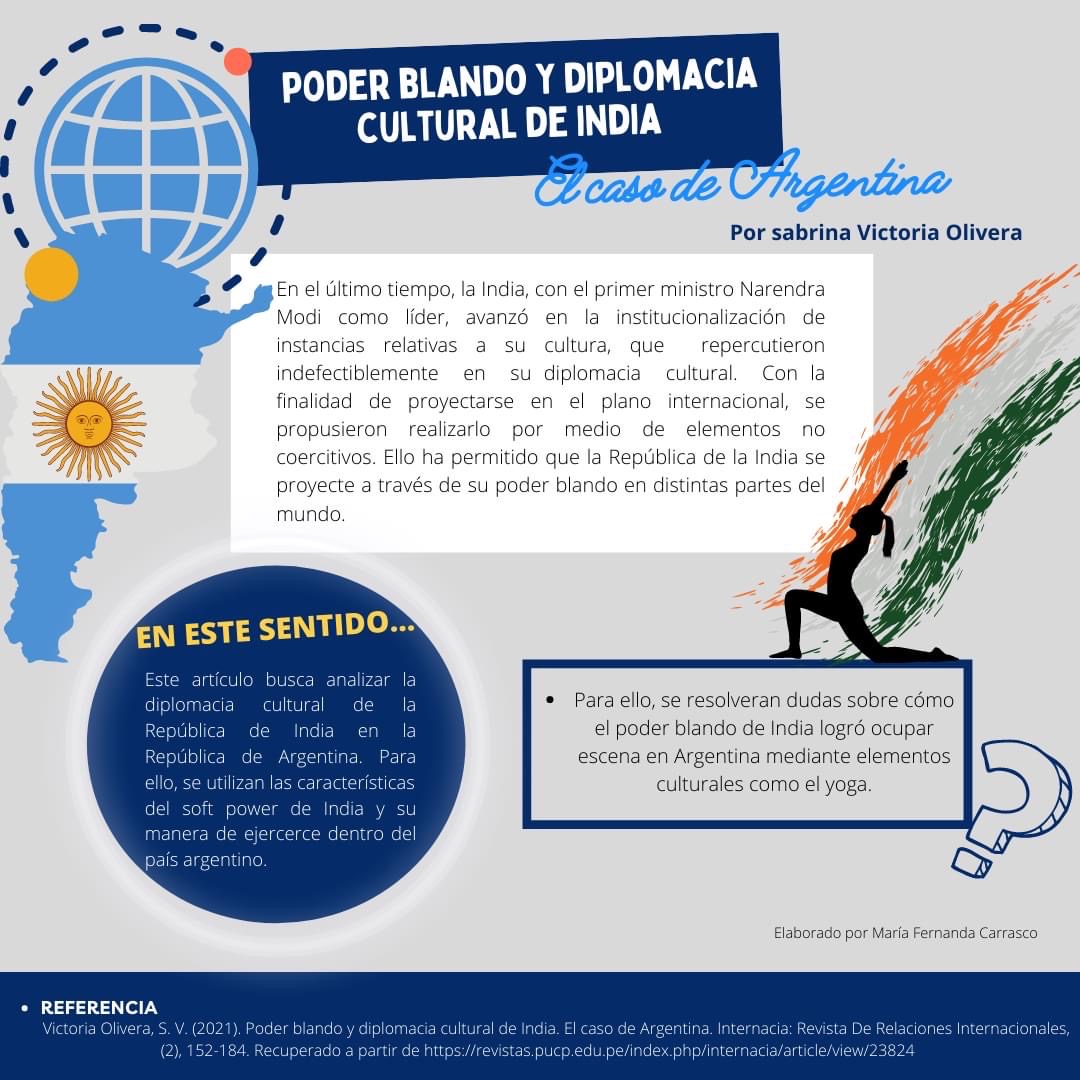 PODER BLANDO Y DIPLOMACIA
CULTURAL DE INDIA
El caso de Argentina
Por sabrina Victoria Olivera
En el último tiempo, la India, con el primer ministro Narendra
Modi como líder, avanzó en la institucionalización de
instancias relativas a su cultura, que repercutieron
indefectiblemente en su diplomacia cultural. Con la
finalidad de proyectarse en el plano internacional, se
propusieron realizarlo por medio de elementos no
coercitivos. Ello ha permitido que la República de la India se
proyecte a través de su poder blando en distintas partes del
mundo.
EN ESTE SENTIDO...
Este artículo busca analizar la
diplomacia cultural de la
República de India en la
República de Argentina. Para
ello, se utilizan las características
del soft power de India y su
manera de ejercerce dentro del
país argentino.
• Para ello, se resolveran dudas sobre cómo
el poder blando de India logró ocupar
escena en Argentina mediante elementos
culturales como el yoga.
Elaborado por María Fernanda Carrasco
• REFERENCIA
Victoria Olivera, S. V. (2021). Poder blando y diplomacia cultural de India. El caso de Argentina. Internacia: Revista De Relaciones Internacionales,
(2), 152-184. Recuperado a partir de https://revistas.pucp.edu.pe/index.php/internacia/article/view/23824